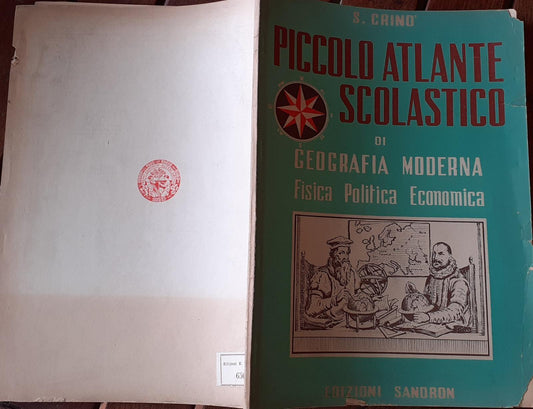 S. CRINO'
PICCOLO ATLANTE
SCOLASTICO
DI
GEOGRAFIA MODERNA
Fisica Politica Economica
EDIZIONI SANDRON